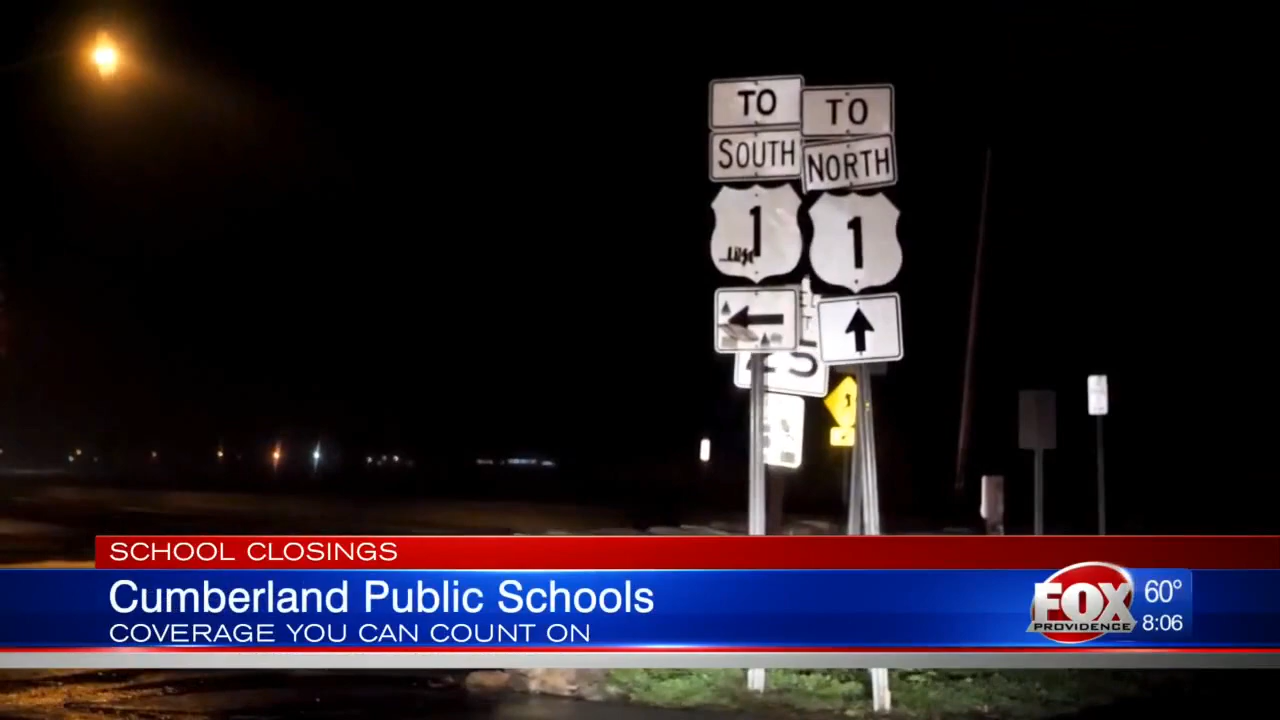 TO
TO
SOUTH
NORTH
1
1
25
SCHOOL CLOSINGS
Cumberland Public Schools
COVERAGE YOU CAN COUNT ON
FOX
PROVIDENCE
60°
8:06